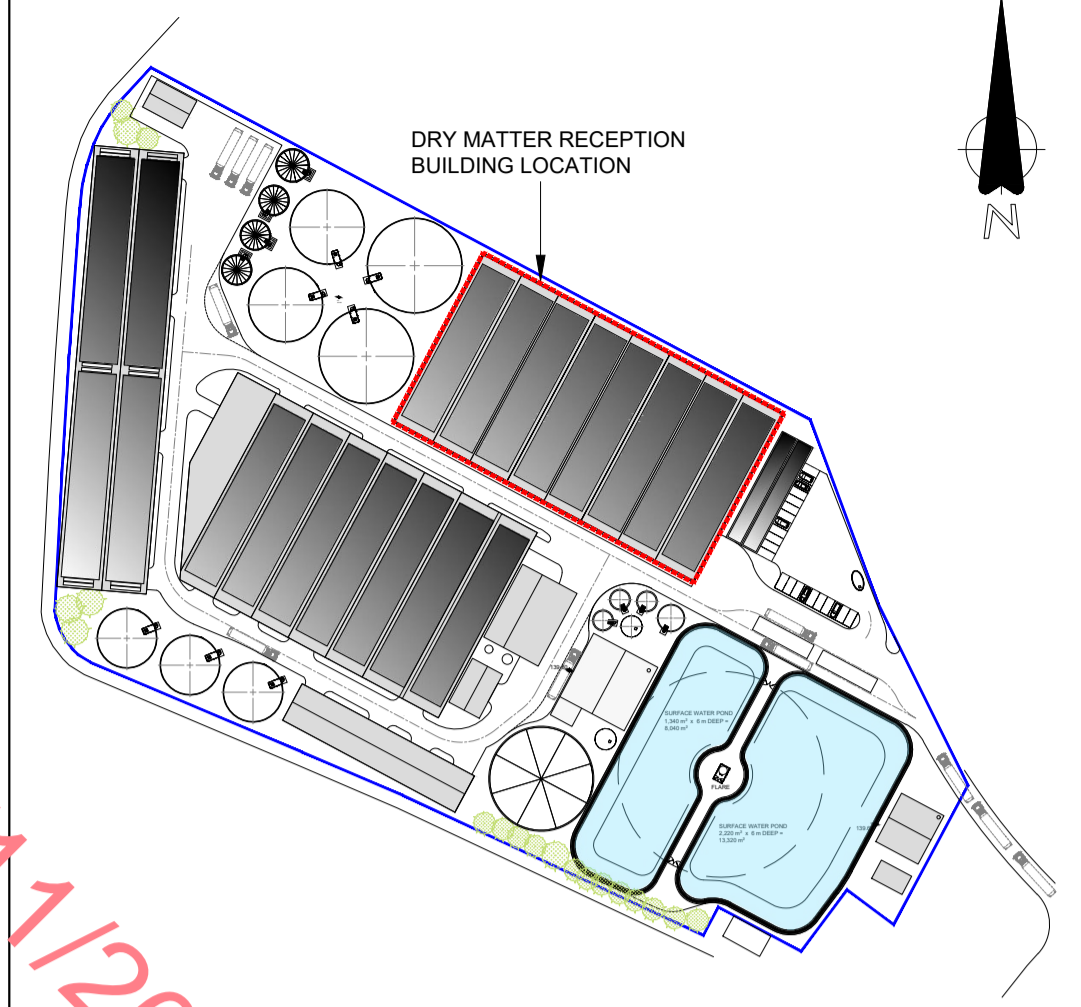 DRY MATTER RECEPTION
BUILDING LOCATION
N
SURFACE WATER POND
1,340 m² x 6 m DEEP =
8,040 m³
FLARE
SURFACE WATER POND
2,220 m² x 6 m DEEP =
13,320 m³